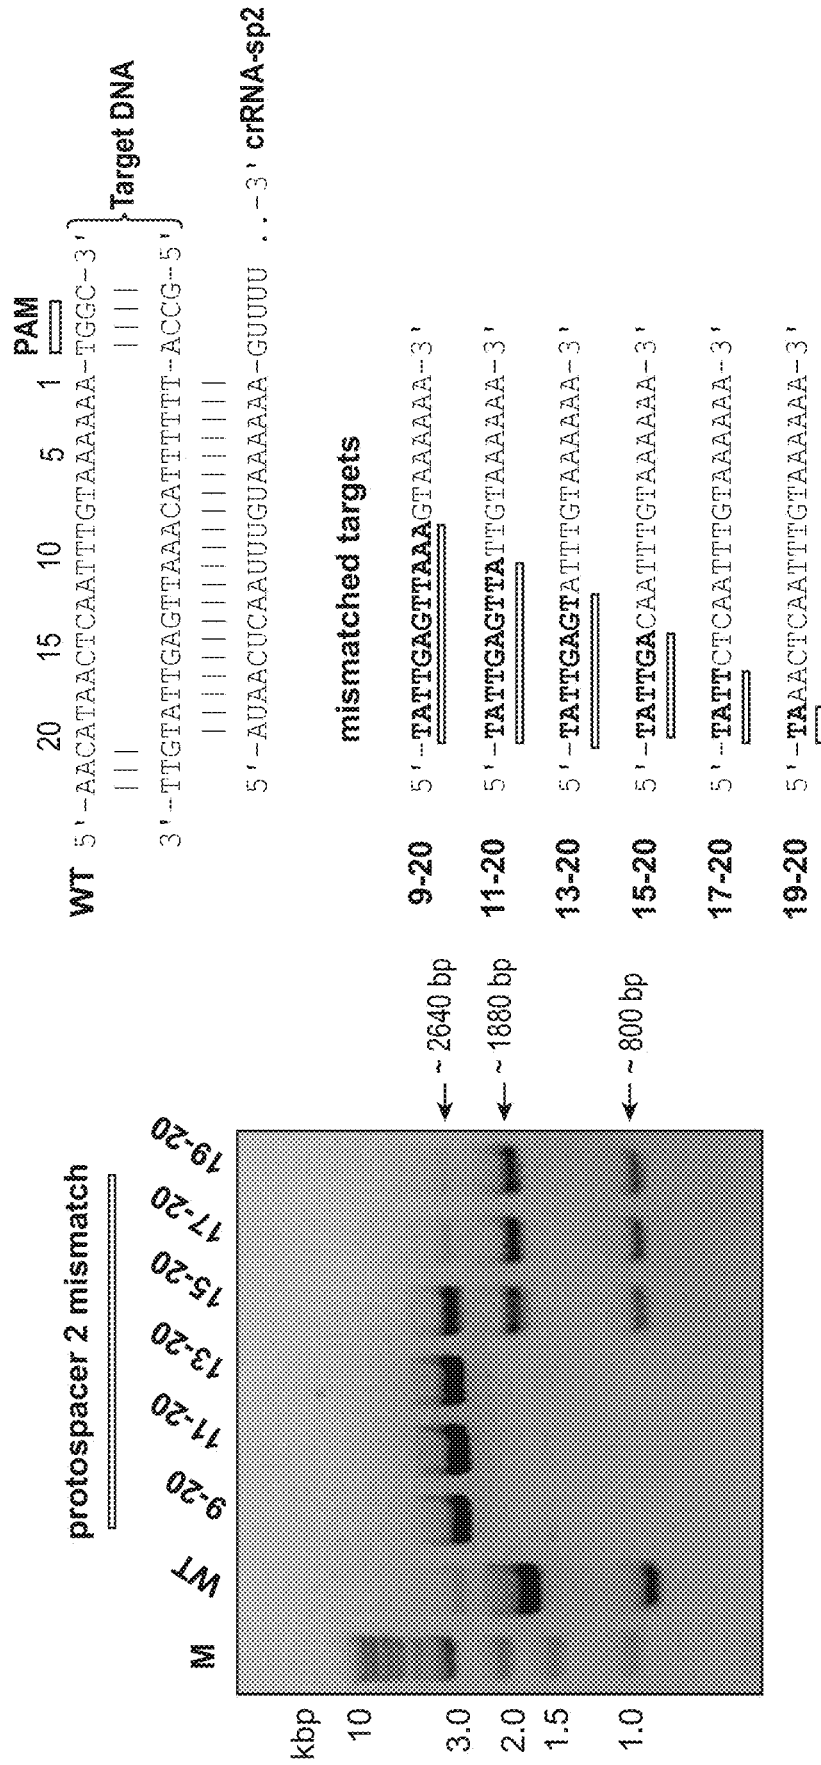 protospacer 2 mismatch
M WT 9-20 11-20 13-20 15-20 17-20 19-20
kbp
10
3.0
2.0
1.5
1.0
~ 2640 bp
~ 1880 bp
~ 800 bp
PAM
20 15 10 5 1
WT 5'-AACATAACTCAATTTGTAAAAAA-TGGC-3'
3'-TTGTATTGAGTTAAACATTTTTT-ACCG-5'
Target DNA
5'-AUAACUCAAUUUGUAAAAAA-GUUUU ..-3' crRNA-sp2
mismatched targets
9-20 5'-TATTGAGTTAAAGTAAAAAA-3'
11-20 5'-TATTGAGTTATTGTAAAAAA-3'
13-20 5'-TATTGAGTATTTGTAAAAAA-3'
15-20 5'-TATTGACAATTTGTAAAAAA-3'
17-20 5'-TATTCTCAATTTGTAAAAAA-3'
19-20 5'-TAAACTCAATTTGTAAAAAA-3'